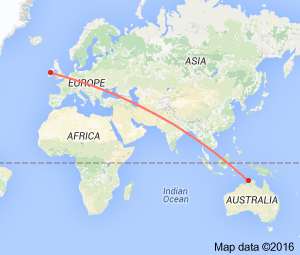 ASIA
EUROPE
AFRICA
Indian
Ocean
AUSTRALIA
Map data ©2016